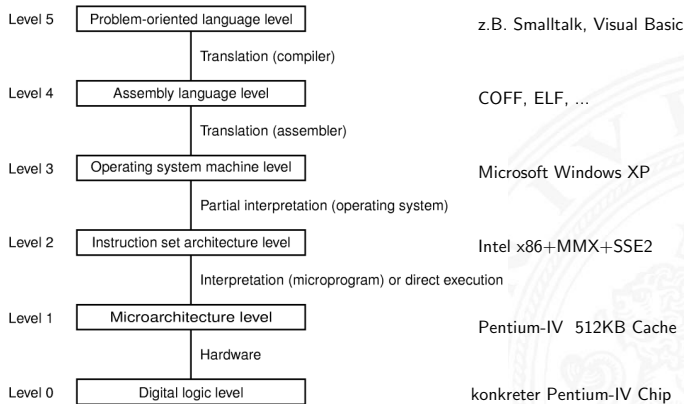 Level 5 Problem-oriented language level z.B. Smalltalk, Visual Basic
Translation (compiler)
Level 4 Assembly language level COFF, ELF, ...
Translation (assembler)
Level 3 Operating system machine level Microsoft Windows XP
Partial interpretation (operating system)
Level 2 Instruction set architecture level Intel x86+MMX+SSE2
Interpretation (microprogram) or direct execution
Level 1 Microarchitecture level Pentium-IV 512KB Cache
Hardware
Level 0 Digital logic level konkreter Pentium-IV Chip